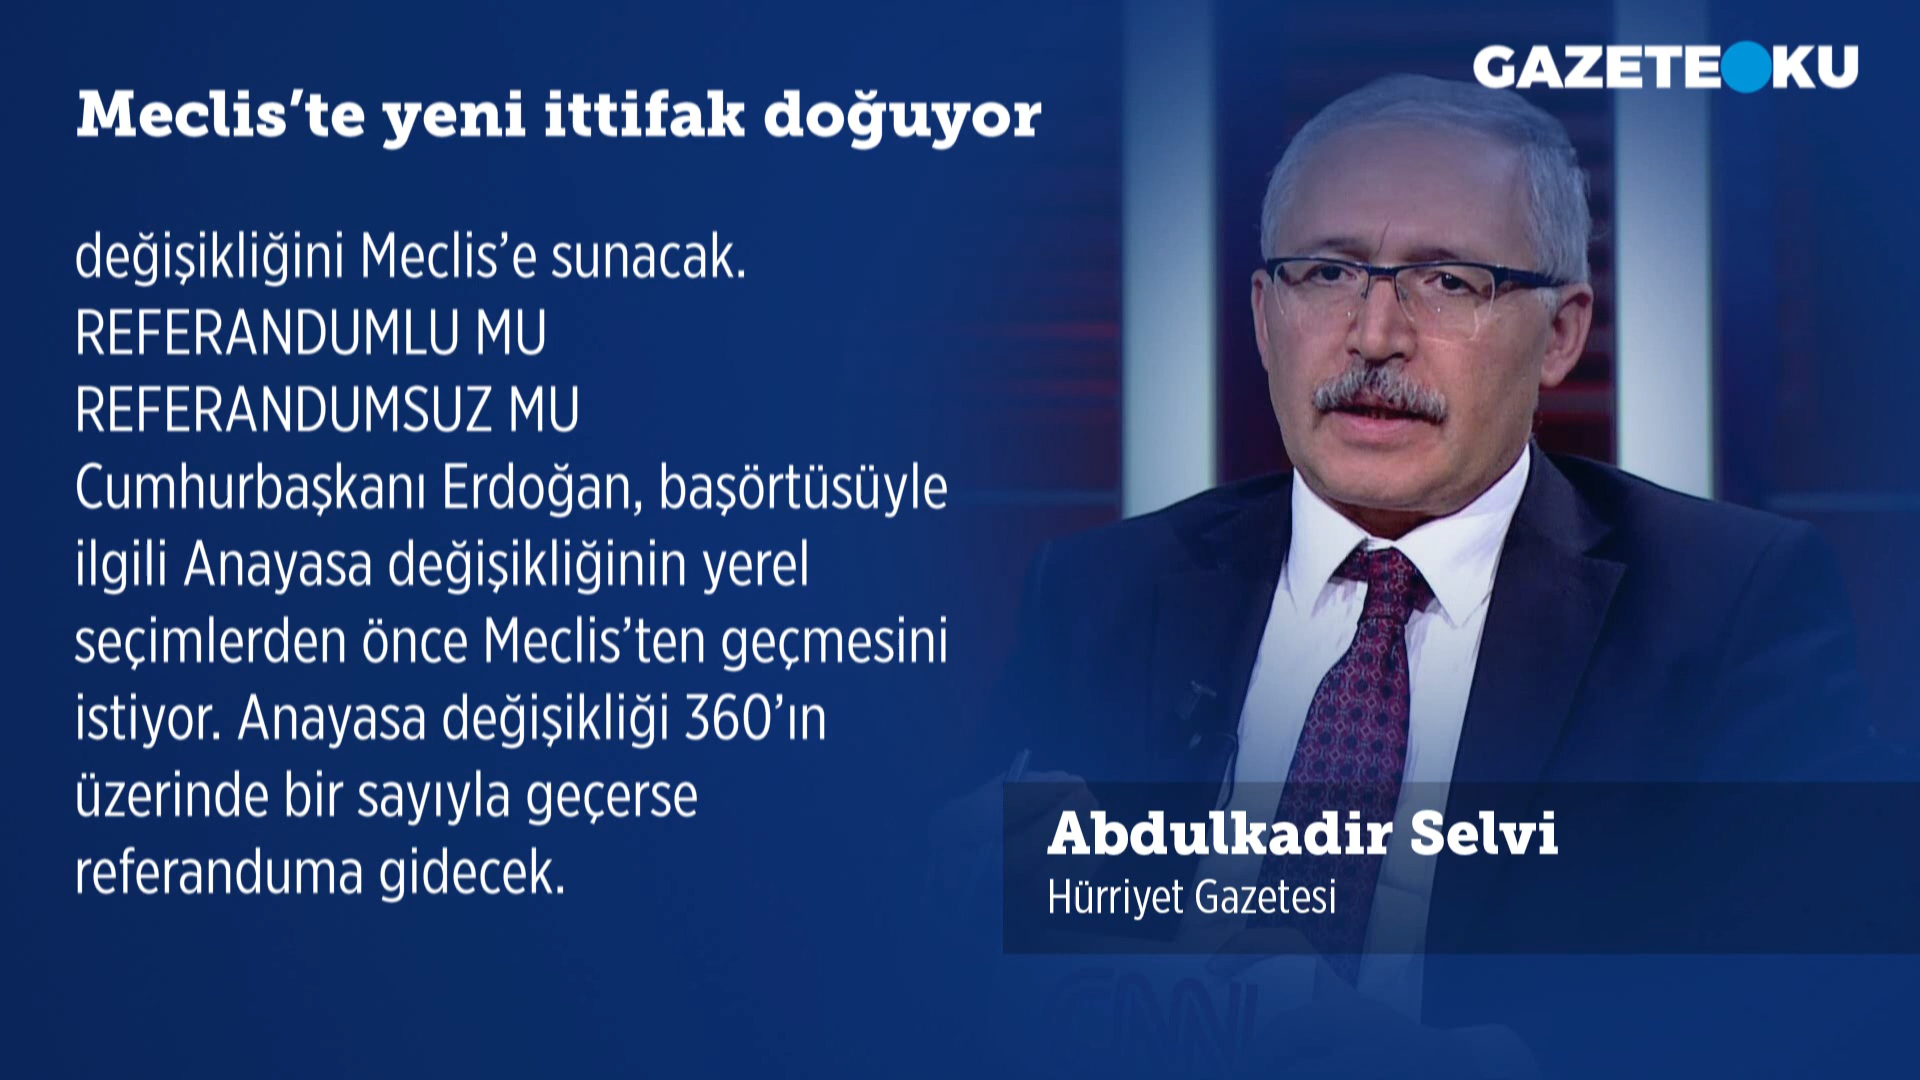 GAZETE KU
Meclis’te yeni ittifak doğuyor
değişikliğini Meclis’e sunacak.
REFERANDUMLU MU
REFERANDUMSUZ MU
Cumhurbaşkanı Erdoğan, başörtüsüyle
ilgili Anayasa değişikliğinin yerel
seçimlerden önce Meclis’ten geçmesini
istiyor. Anayasa değişikliği 360’ın
üzerinde bir sayıyla geçerse
referanduma gidecek.
Abdulkadir Selvi
Hürriyet Gazetesi
CNN